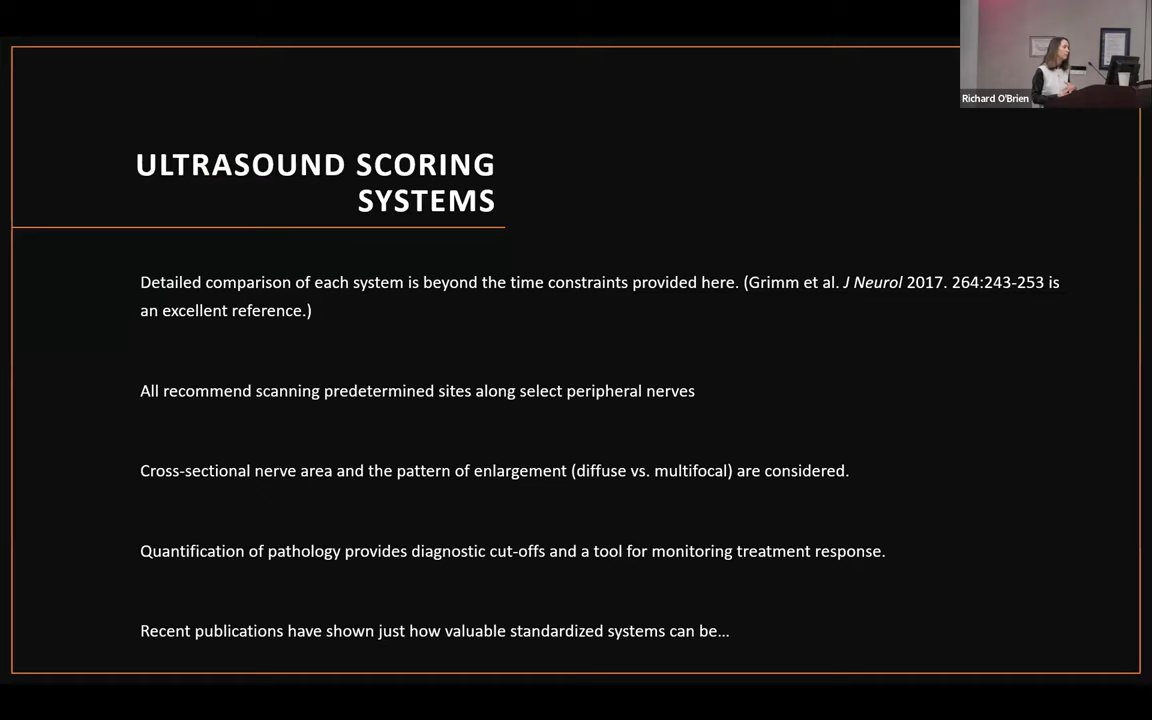 Richard O'Brien
ULTRASOUND SCORING
SYSTEMS
Detailed comparison of each system is beyond the time constraints provided here. (Grimm et al. J Neurol 2017. 264:243-253 is
an excellent reference.)
All recommend scanning predetermined sites along select peripheral nerves
Cross-sectional nerve area and the pattern of enlargement (diffuse vs. multifocal) are considered.
Quantification of pathology provides diagnostic cut-offs and a tool for monitoring treatment response.
Recent publications have shown just how valuable standardized systems can be…